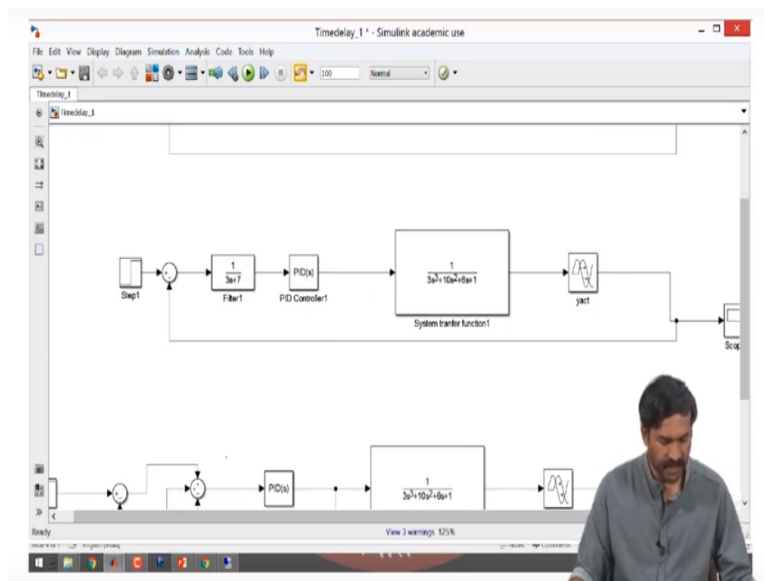 Timedelay_1 * - Simulink academic use
File Edit View Display Diagram Simulation Analysis Code Tools Help
100 Normal
Timedelay_1
Timedelay_1
1
3s+7
PID(s)
1
3s³+10s²+6s+1
Step1
Filter1
PID Controller1
System tranfer function1
yact
Scop
PID(s)
1
3s³+10s²+6s+1
Ready View 3 warnings 125%